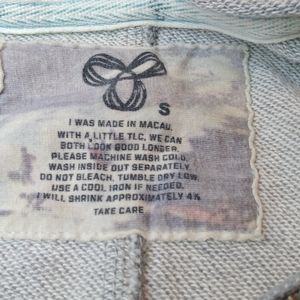 S
I WAS MADE IN MACAU.
WITH A LITTLE TLC, WE CAN
BOTH LOOK GOOD LONGER.
PLEASE MACHINE WASH COLD,
WASH INSIDE OUT SEPARATELY.
DO NOT BLEACH, TUMBLE DRY LOW,
USE A COOL IRON IF NEEDED.
I WILL SHRINK APPROXIMATELY 4%
TAKE CARE